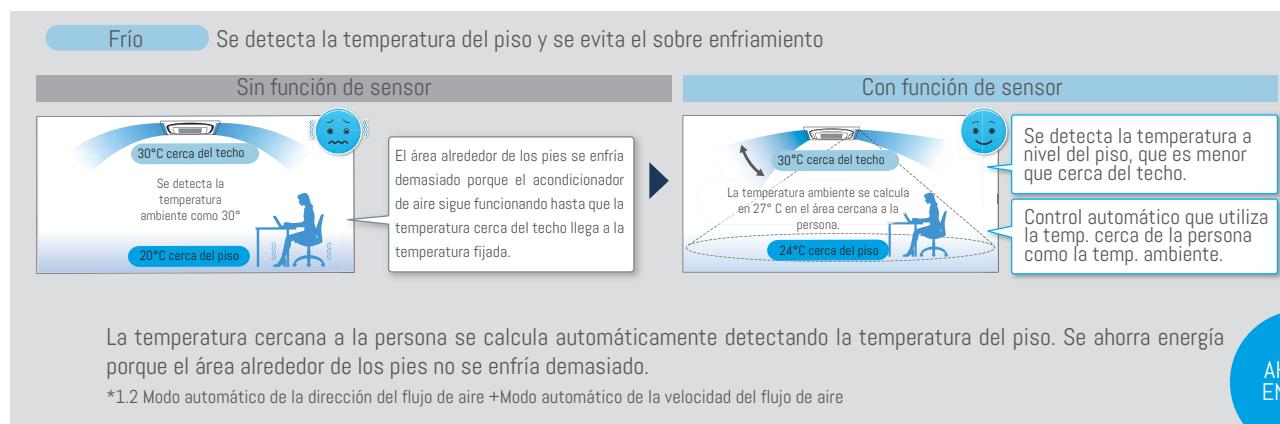 Frío
Se detecta la temperatura del piso y se evita el sobre enfriamiento
Sin función de sensor
30°C cerca del techo
Se detecta la
temperatura
ambiente como 30°
20°C cerca del piso
El área alrededor de los pies se enfría
demasiado porque el acondicionador
de aire sigue funcionando hasta que la
temperatura cerca del techo llega a la
temperatura fijada.
Con función de sensor
30°C cerca del techo
La temperatura ambiente se calcula
en 27° C en el área cercana a la
persona.
24°C cerca del piso
Se detecta la temperatura a
nivel del piso, que es menor
que cerca del techo.
Control automático que utiliza
la temp. cerca de la persona
como la temp. ambiente.
La temperatura cercana a la persona se calcula automáticamente detectando la temperatura del piso. Se ahorra energía
porque el área alrededor de los pies no se enfría demasiado.
*1.2 Modo automático de la dirección del flujo de aire +Modo automático de la velocidad del flujo de aire